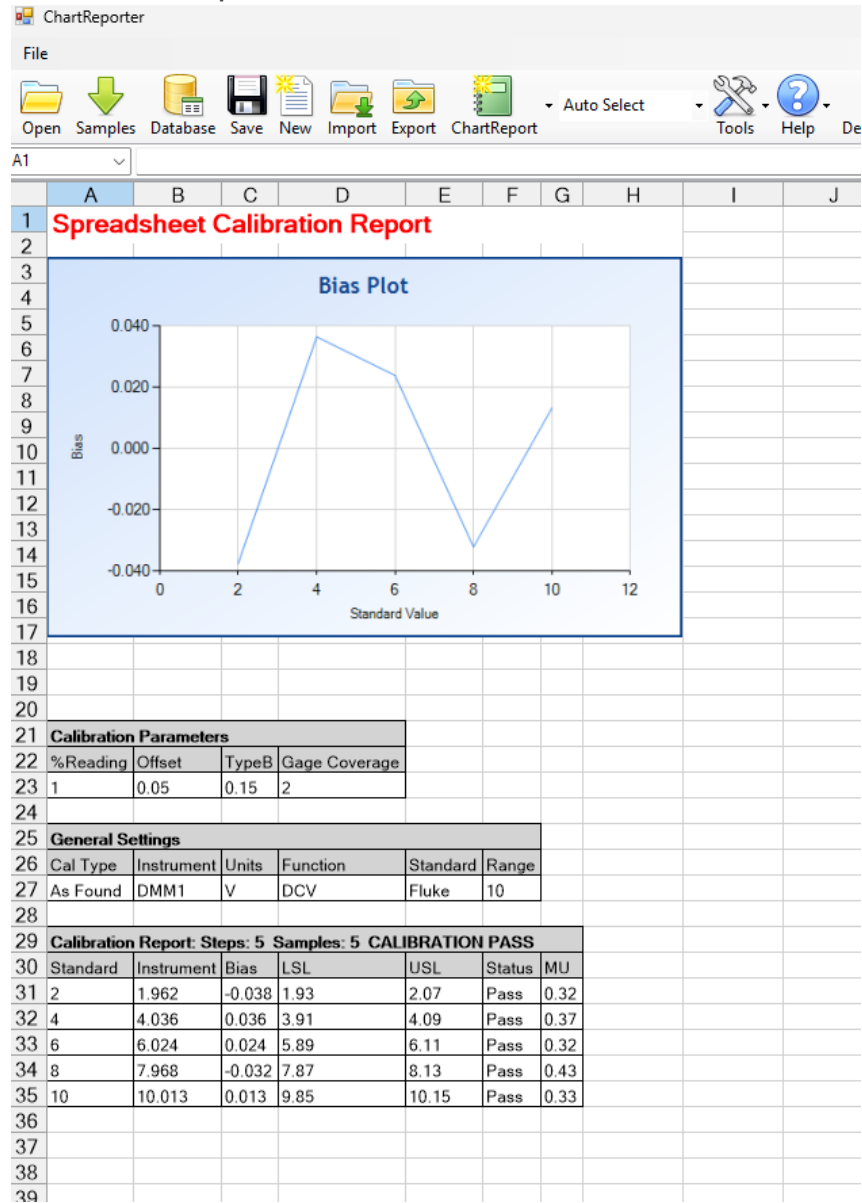 ChartReporter
File
Open Samples Database Save New Import Export ChartReport Auto Select Tools Help De
A1
A B C D E F G H I J
1 Spreadsheet Calibration Report
2
3 Bias Plot
4
5 0.040
6
7 0.020
8
9
10 Bias 0.000
11
12 -0.020
13
14
15 -0.040 0 2 4 6 8 10 12
16 Standard Value
17
18
19
20
21 Calibration Parameters
22 %Reading Offset TypeB Gage Coverage
23 1 0.05 0.15 2
24
25 General Settings
26 Cal Type Instrument Units Function Standard Range
27 As Found DMM1 V DCV Fluke 10
28
29 Calibration Report: Steps: 5 Samples: 5 CALIBRATION PASS
30 Standard Instrument Bias LSL USL Status MU
31 2 1.962 -0.038 1.93 2.07 Pass 0.32
32 4 4.036 0.036 3.91 4.09 Pass 0.37
33 6 6.024 0.024 5.89 6.11 Pass 0.32
34 8 7.968 -0.032 7.87 8.13 Pass 0.43
35 10 10.013 0.013 9.85 10.15 Pass 0.33
36
37
38
39